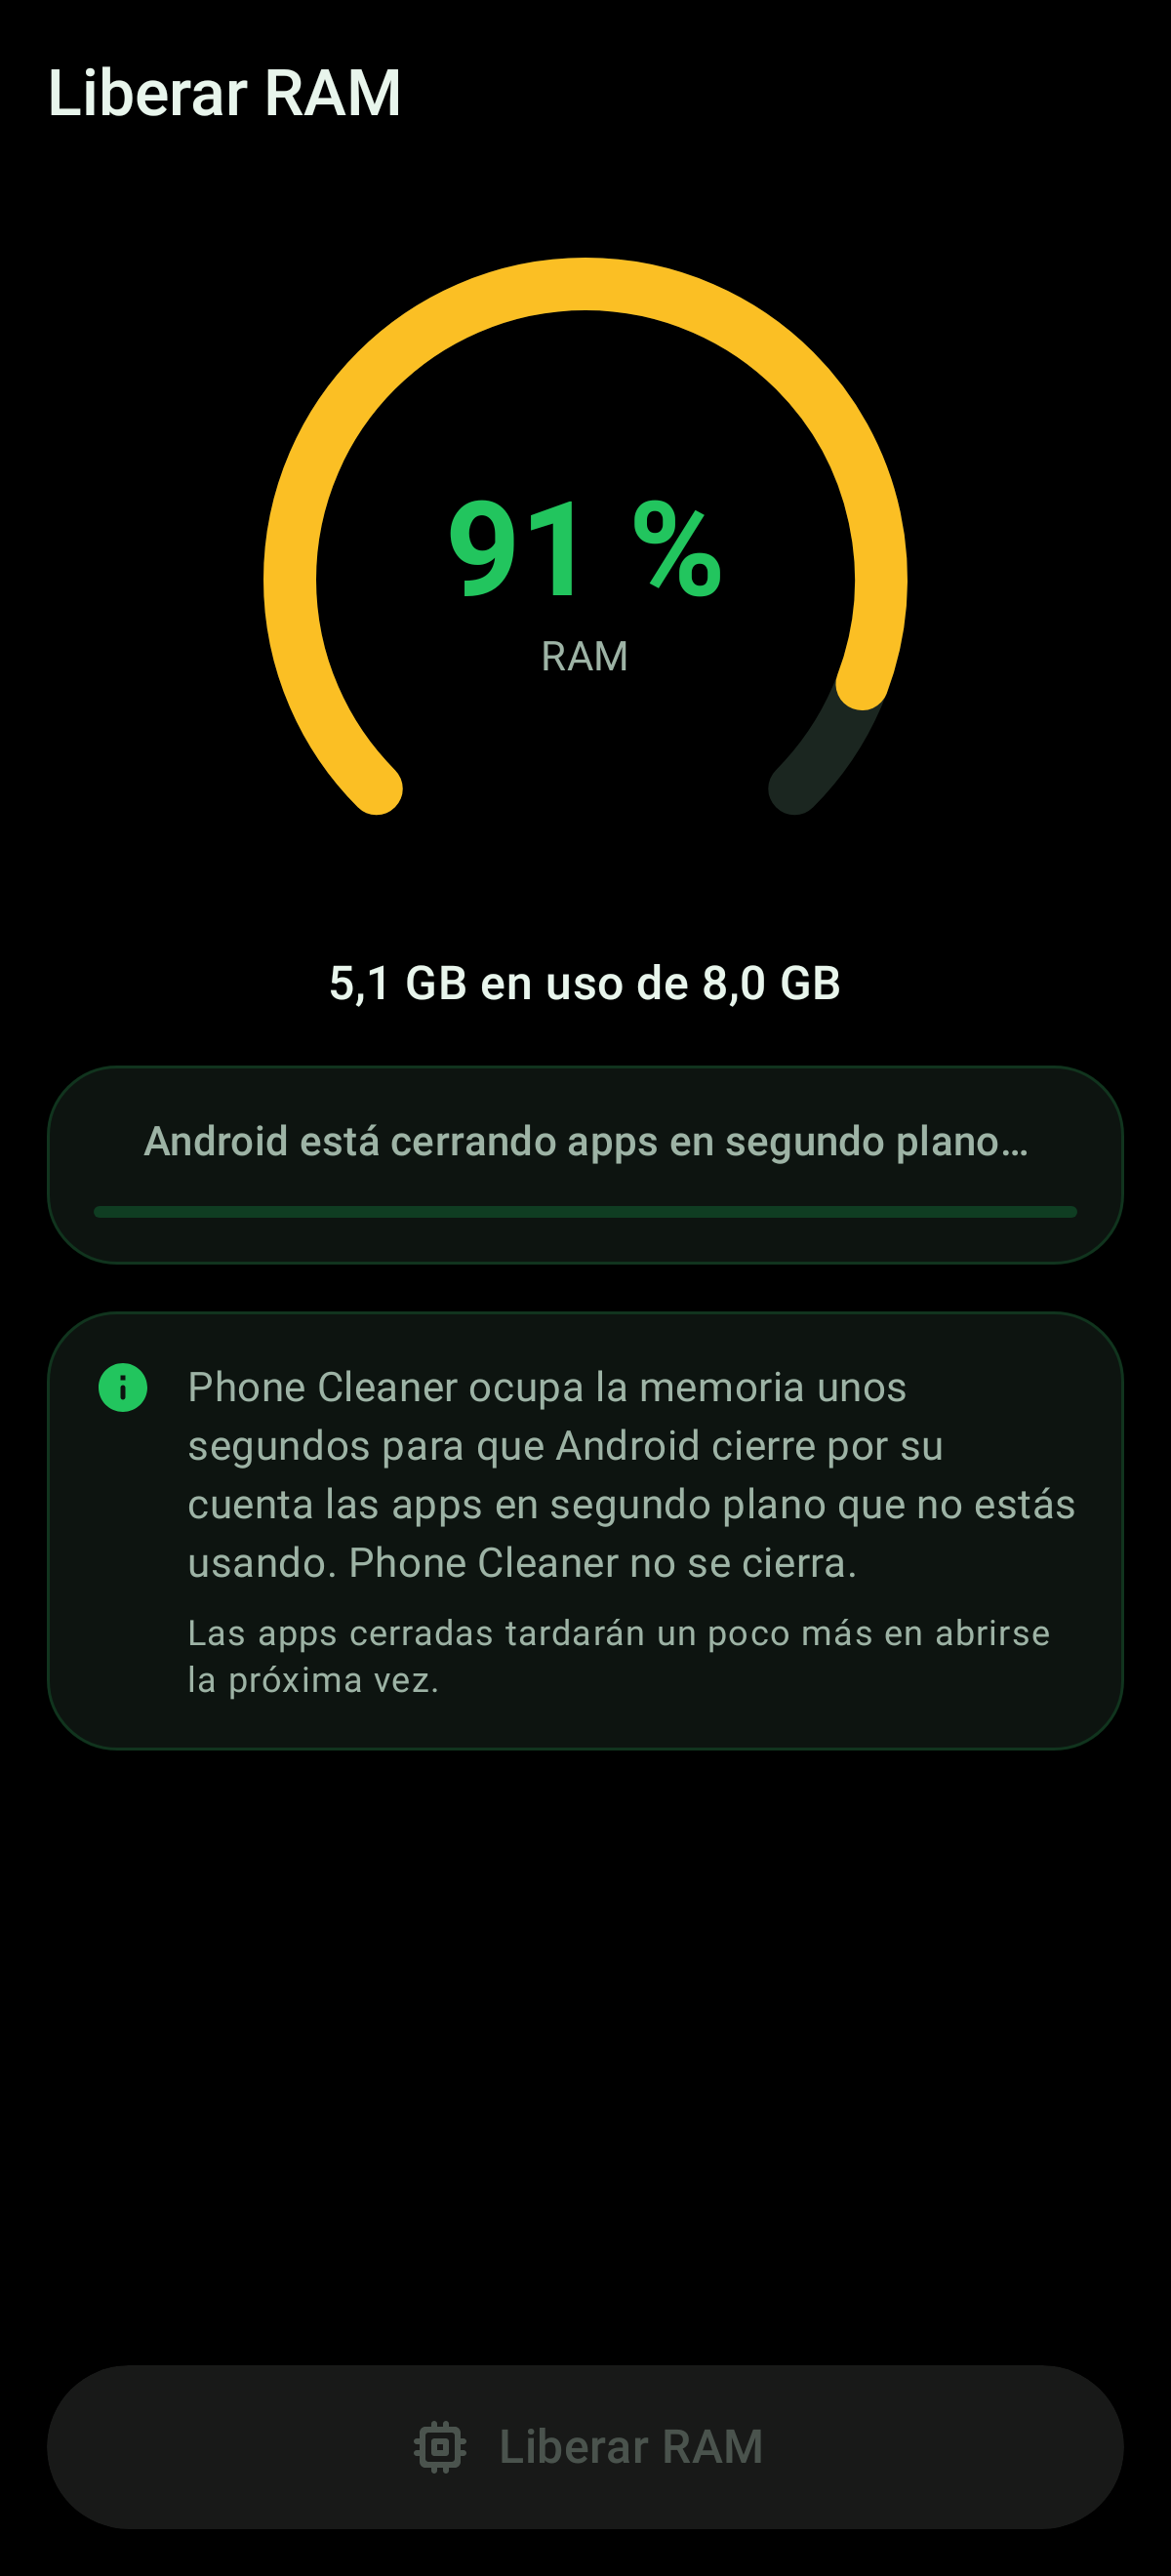 Liberar RAM
91 %
RAM
5,1 GB en uso de 8,0 GB
Android está cerrando apps en segundo plano…
Phone Cleaner ocupa la memoria unos
segundos para que Android cierre por su
cuenta las apps en segundo plano que no estás
usando. Phone Cleaner no se cierra.
Las apps cerradas tardarán un poco más en abrirse
la próxima vez.
Liberar RAM